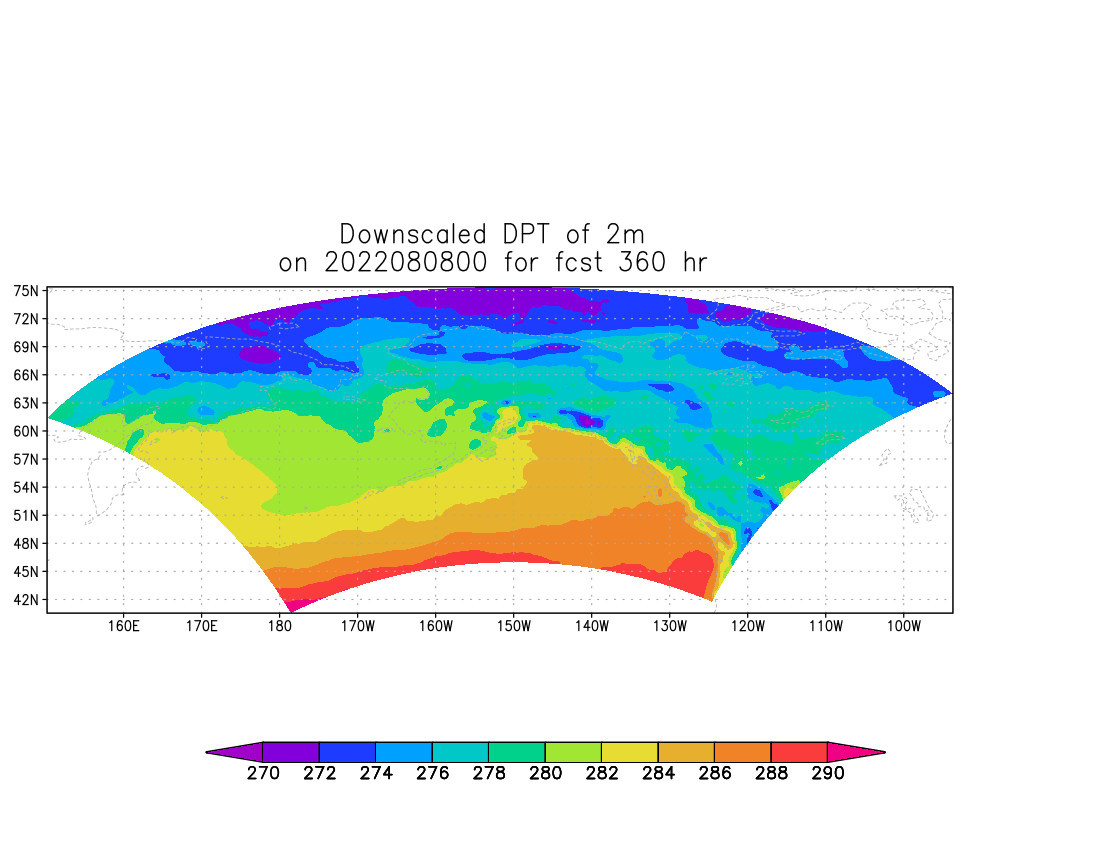 Downscaled DPT of 2m
on 2022080800 for fcst 360 hr
75N
72N
69N
66N
63N
60N
57N
54N
51N
48N
45N
42N
160E 170E 180 170W 160W 150W 140W 130W 120W 110W 100W
270 272 274 276 278 280 282 284 286 288 290